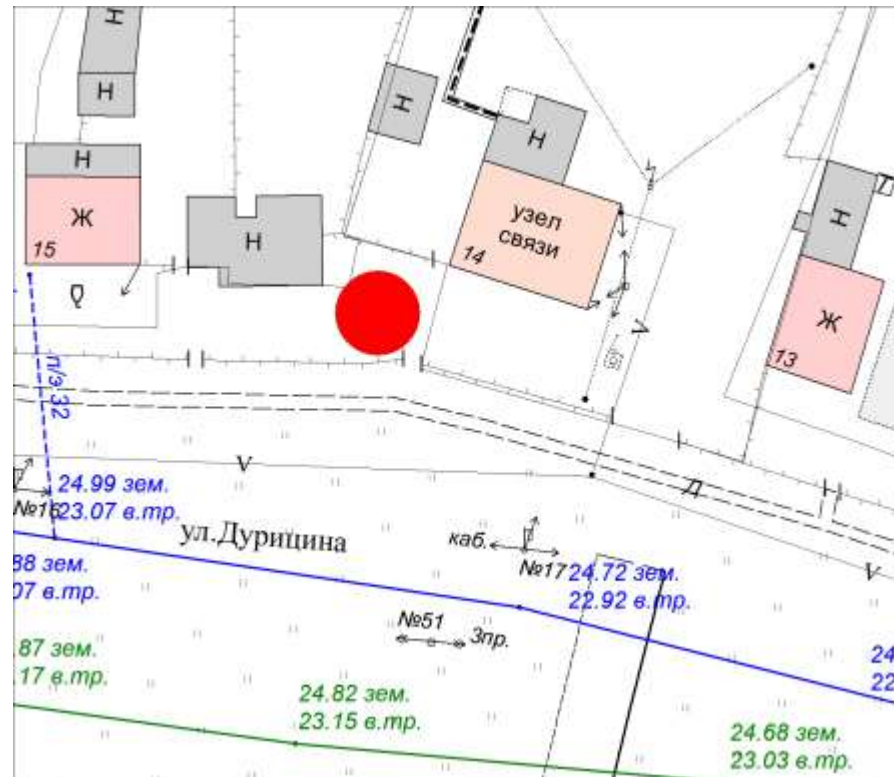 Н
Н
Н
Н
Ж
15
Н
Н
узел
связи
14
Т
Н
Ж
13
V
п/э 32
V
24.99 зем.
23.07 в.тр.
№16
ул.Дурицина
каб.
№17
Д
V
24.72 зем.
22.92 в.тр.
88 зем.
07 в.тр.
№51
3пр.
.87 зем.
.17 в.тр.
24.82 зем.
23.15 в.тр.
24
22
24.68 зем.
23.03 в.тр.